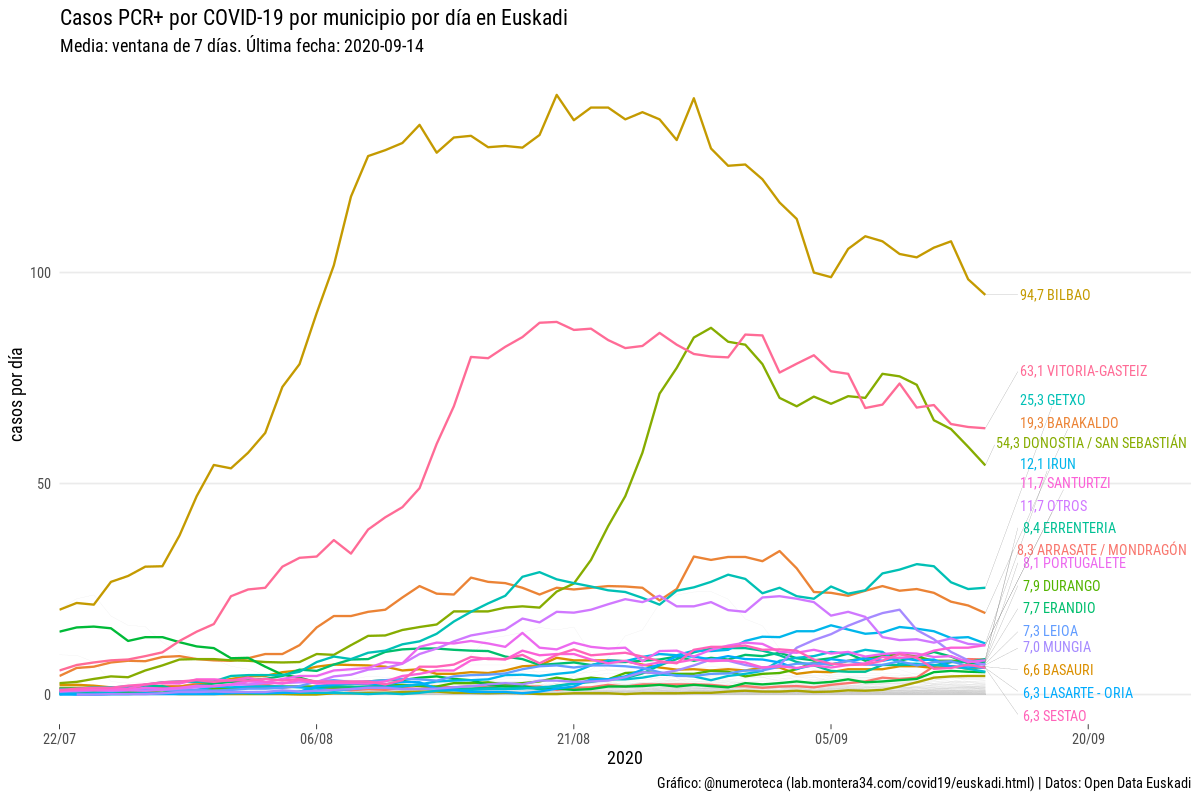 Casos PCR+ por COVID-19 por municipio por día en Euskadi
Media: ventana de 7 días. Última fecha: 2020-09-14
casos por día
100
50
0
94,7 BILBAO
63,1 VITORIA-GASTEIZ
25,3 GETXO
19,3 BARAKALDO
54,3 DONOSTIA / SAN SEBASTIÁN
12,1 IRUN
11,7 SANTURTZI
11,7 OTROS
8,4 ERRENTERIA
8,3 ARRASATE / MONDRAGÓN
8,1 PORTUGALETE
7,9 DURANGO
7,7 ERANDIO
7,3 LEIOA
7,0 MUNGIA
6,6 BASAURI
6,3 LASARTE - ORIA
6,3 SESTAO
22/07
06/08
21/08
05/09
20/09
2020
Gráfico: @numeroteca (lab.montera34.com/covid19/euskadi.html) | Datos: Open Data Euskadi